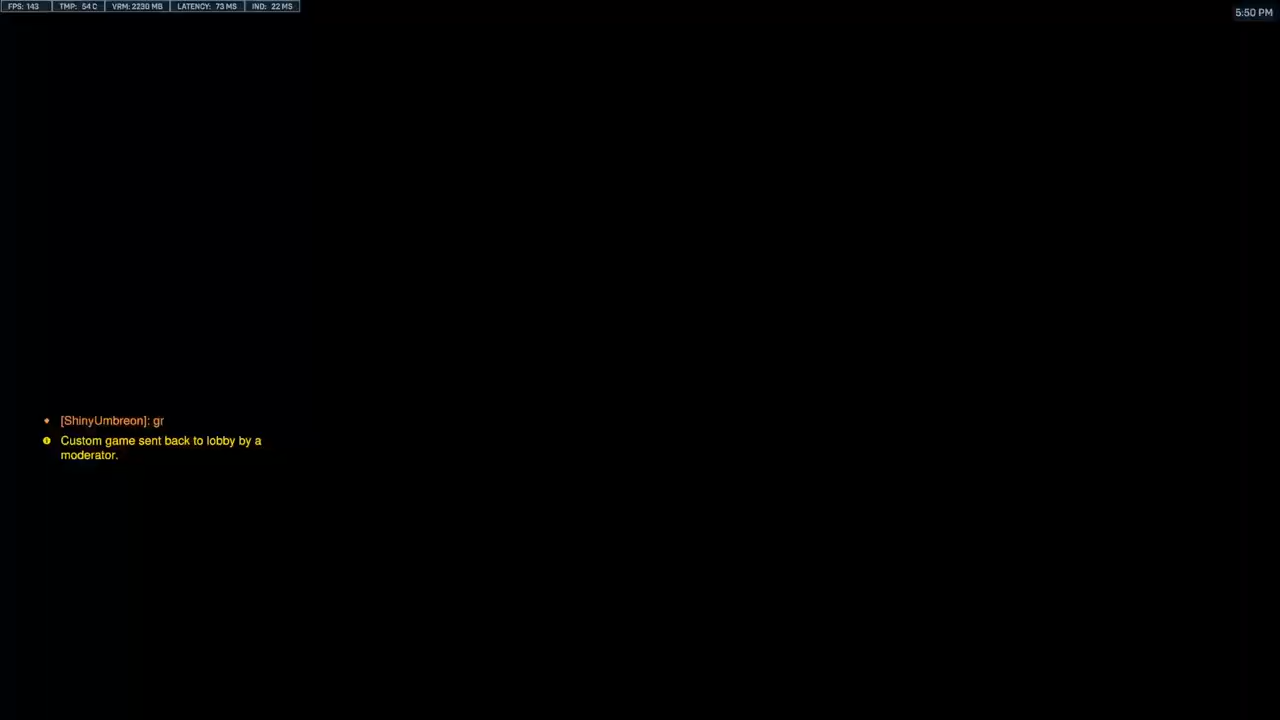 FPS: 143 TMP: 54 C VRM: 2230 MB LATENCY: 73 MS IND: 22 MS
5:50 PM
[ShinyUmbreon]: gr
Custom game sent back to lobby by a
moderator.